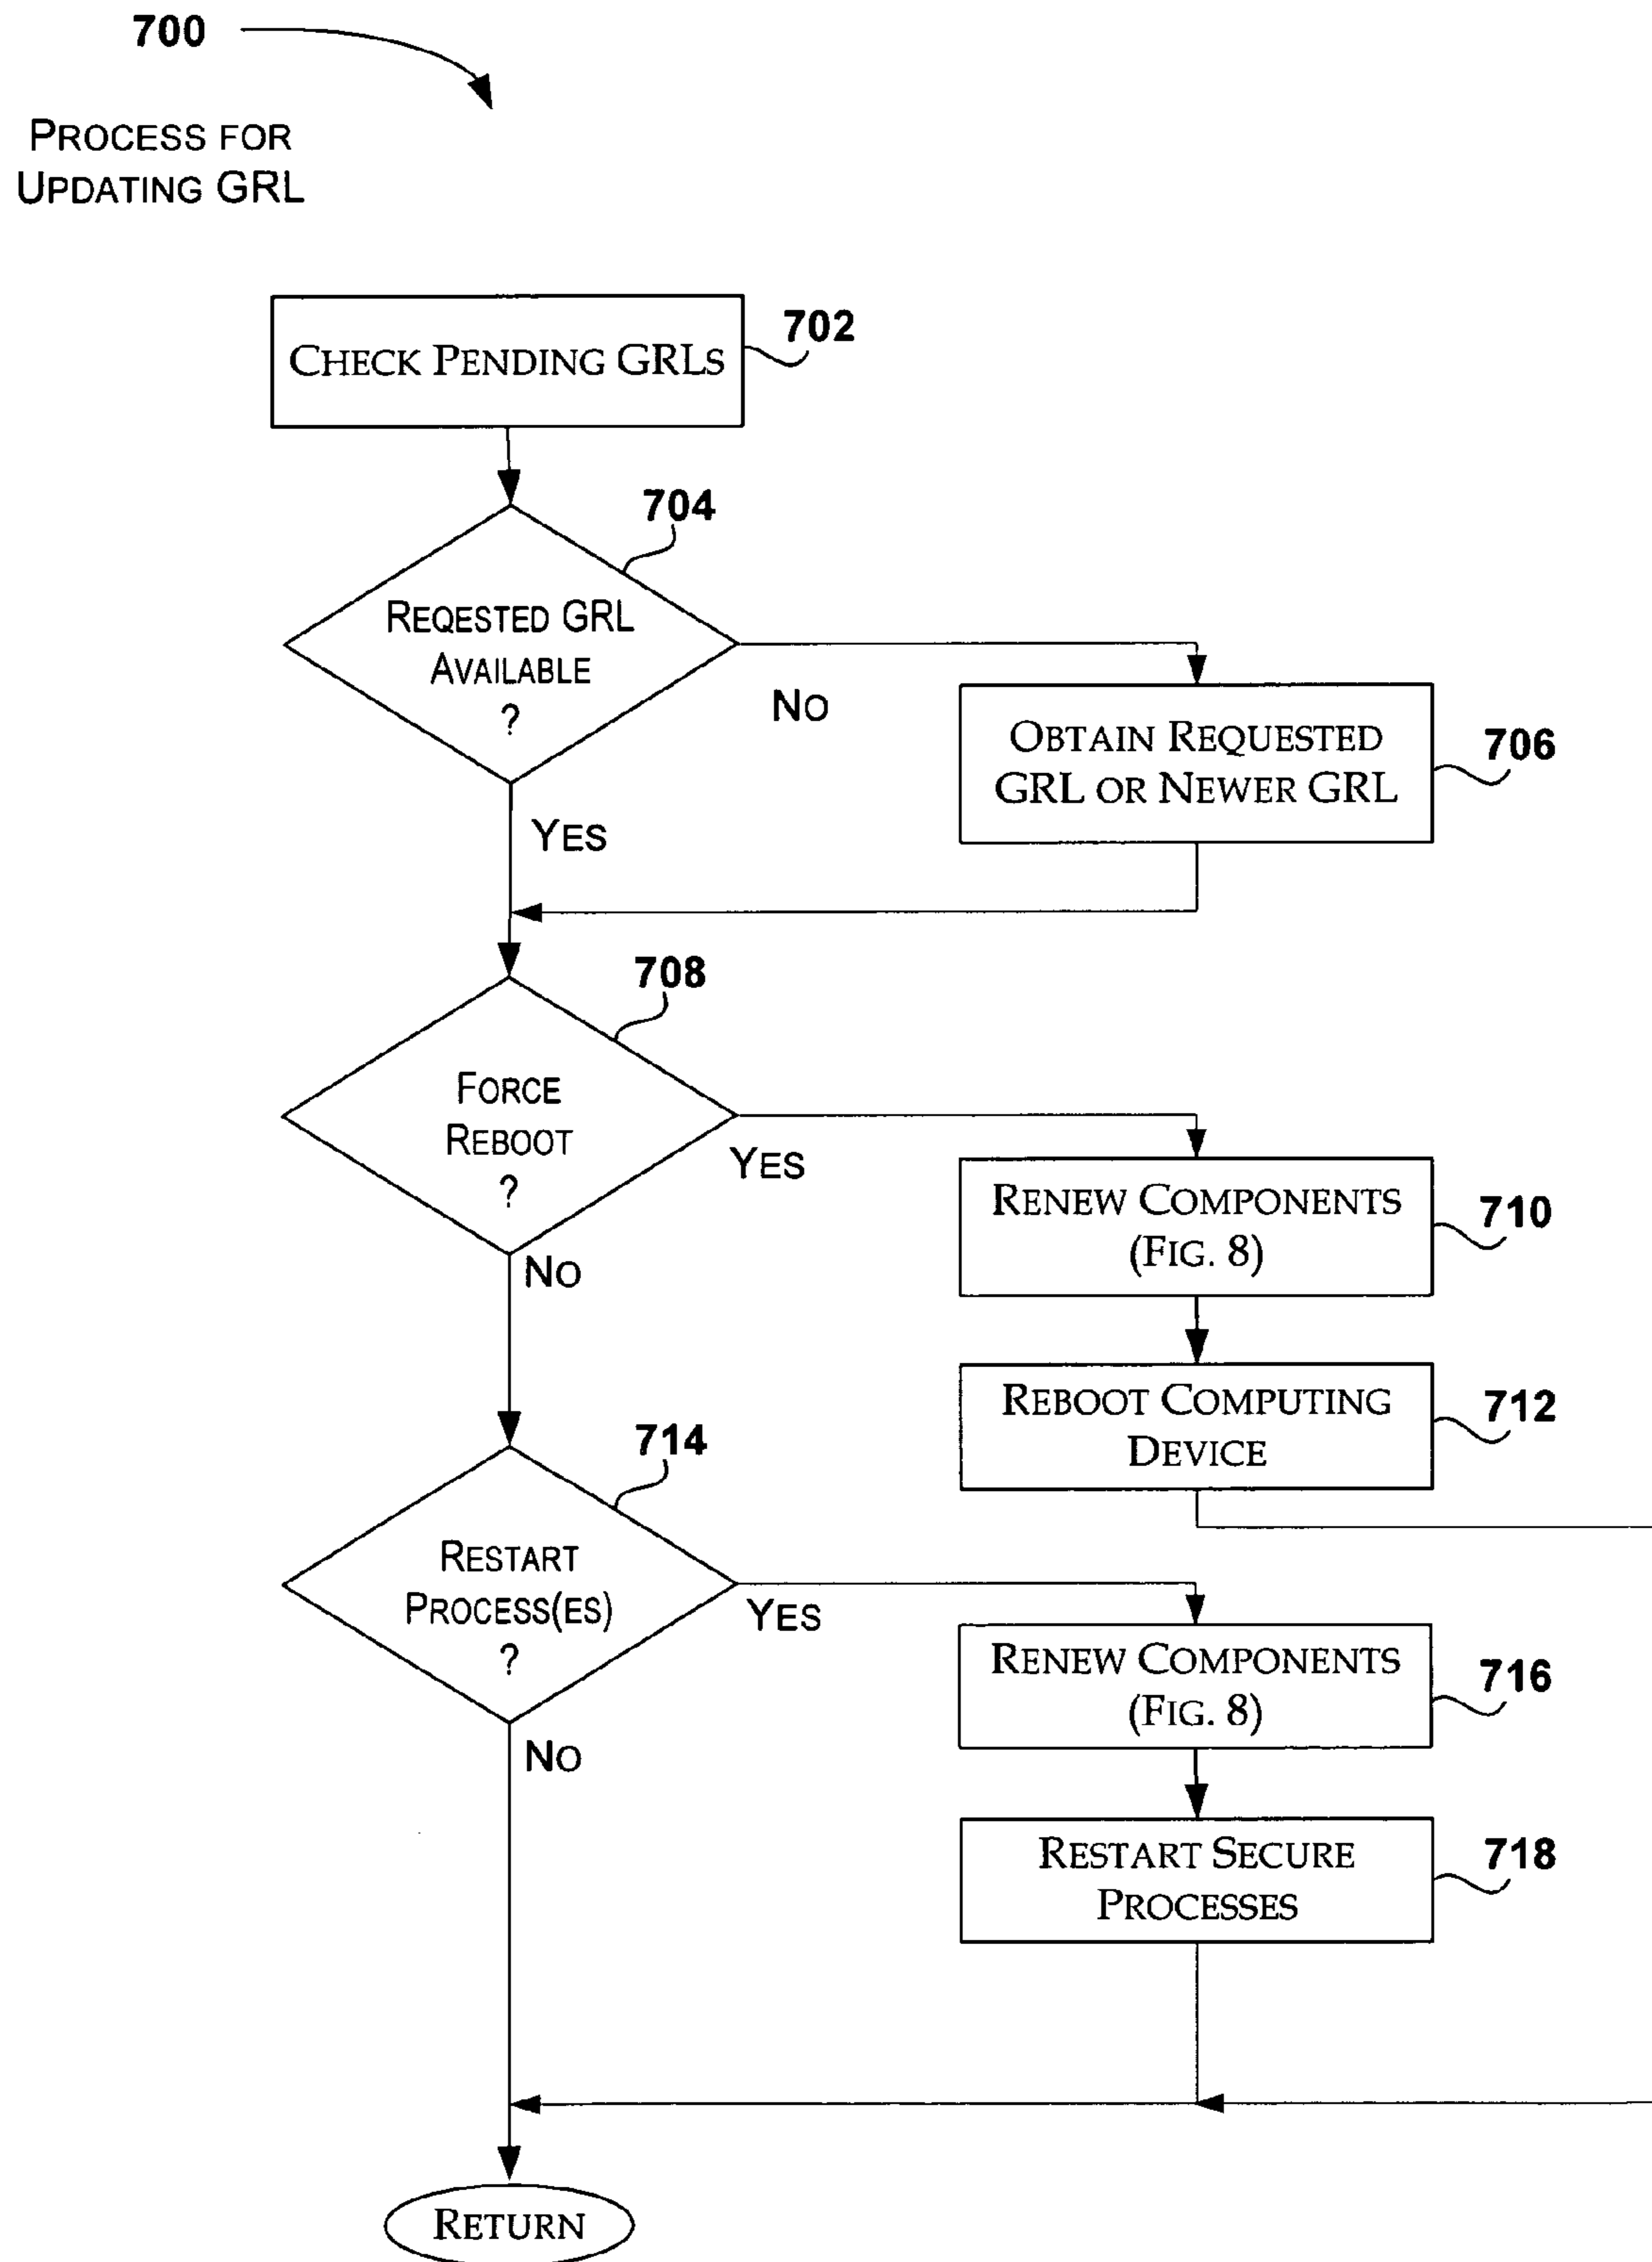 700
PROCESS FOR
UPDATING GRL
CHECK PENDING GRLS
702
704
REQESTED GRL
AVAILABLE
?
NO
YES
OBTAIN REQUESTED
GRL OR NEWER GRL
706
708
FORCE
REBOOT
?
YES
NO
RENEW COMPONENTS
(FIG. 8)
710
REBOOT COMPUTING
DEVICE
712
714
RESTART
PROCESS(ES)
?
YES
NO
RENEW COMPONENTS
(FIG. 8)
716
RESTART SECURE
PROCESSES
718
RETURN